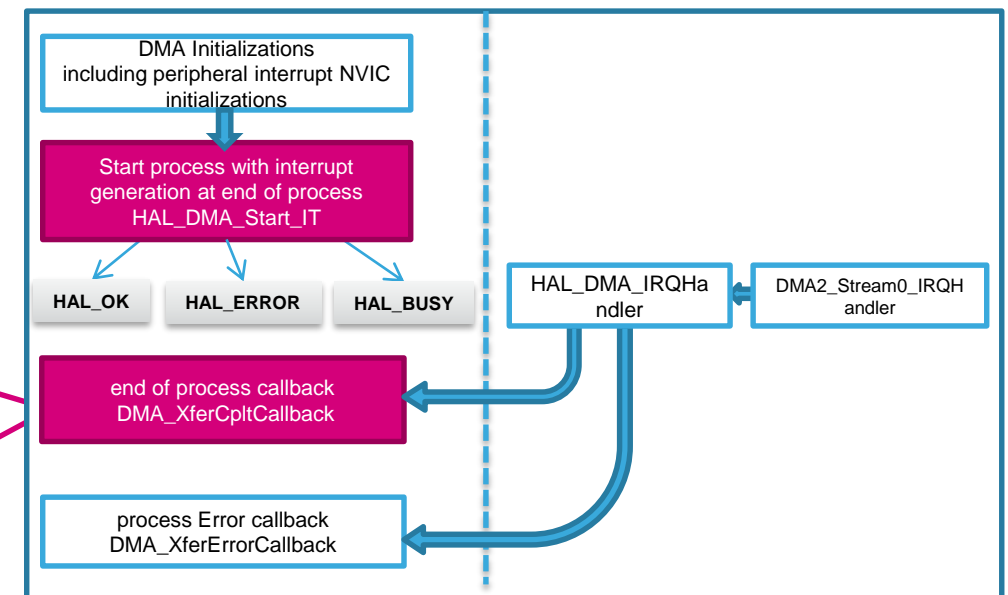 DMA Initializations
including peripheral interrupt NVIC
initializations
Start process with interrupt
generation at end of process
HAL_DMA_Start_IT
HAL_OK
HAL_ERROR
HAL_BUSY
HAL_DMA_IRQHa
ndler
DMA2_Stream0_IRQH
andler
end of process callback
DMA_XferCpltCallback
process Error callback
DMA_XferErrorCallback